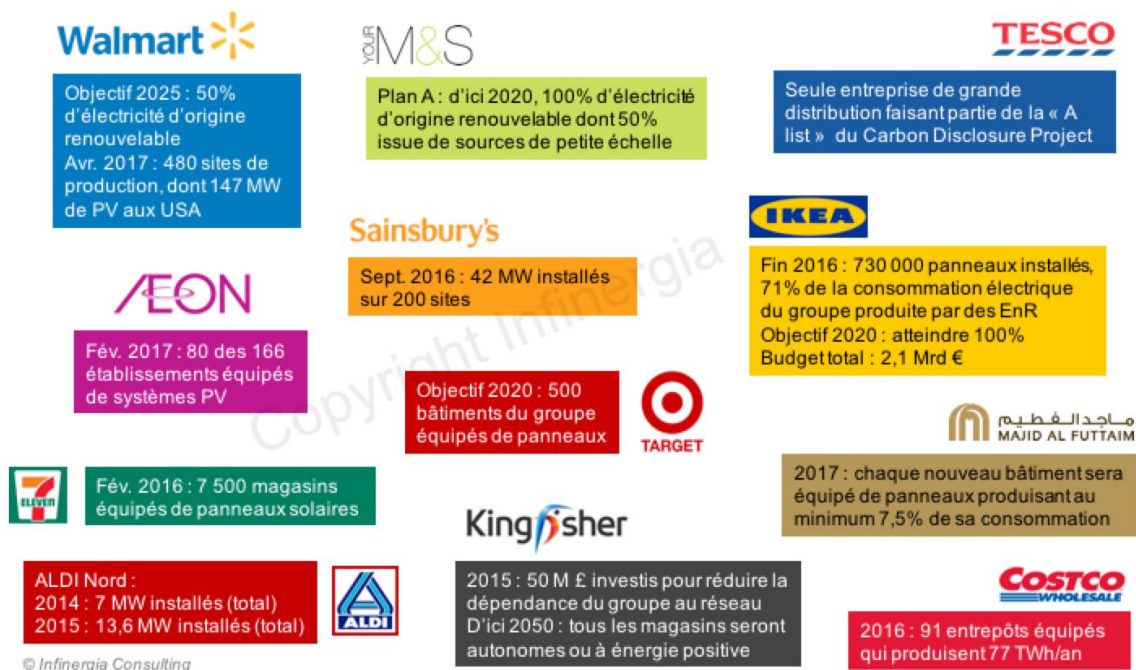 Walmart
Objectif 2025 : 50%
d'électricité d'origine
renouvelable
Avr. 2017 : 480 sites de
production, dont 147 MW
de PV aux USA
YOUR M&S
Plan A : d'ici 2020, 100% d'électricité
d'origine renouvelable dont 50%
issue de sources de petite échelle
TESCO
Seule entreprise de grande
distribution faisant partie de la « A
list » du Carbon Disclosure Project
Sainsbury's
Sept. 2016 : 42 MW installés
sur 200 sites
IKEA
Fin 2016 : 730 000 panneaux installés,
71% de la consommation électrique
du groupe produite par des EnR
Objectif 2020 : atteindre 100%
Budget total : 2,1 Mrd €
ÆON
Fév. 2017 : 80 des 166
établissements équipés
de systèmes PV
Objectif 2020 : 500
bâtiments du groupe
équipés de panneaux
TARGET
ماجد الفطيم
MAJID AL FUTTAIM
2017 : chaque nouveau bâtiment sera
équipé de panneaux produisant au
minimum 7,5% de sa consommation
7 ELEVEN
Fév. 2016 : 7 500 magasins
équipés de panneaux solaires
Kingfisher
2015 : 50 M £ investis pour réduire la
dépendance du groupe au réseau
D'ici 2050 : tous les magasins seront
autonomes ou à énergie positive
ALDI Nord :
2014 : 7 MW installés (total)
2015 : 13,6 MW installés (total)
ALDI
COSTCO
WHOLESALE
2016 : 91 entrepôts équipés
qui produisent 77 TWh/an
Copyright Infinergia
© Infinergia Consulting